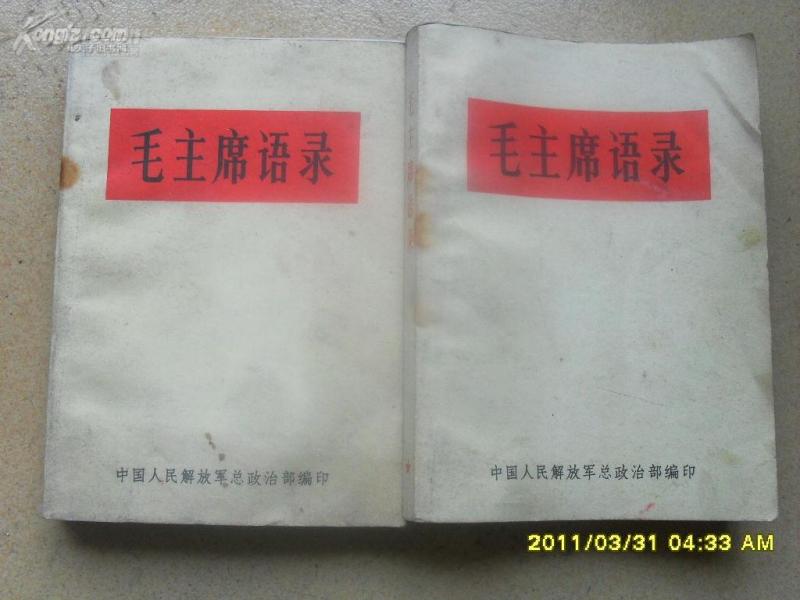 Kongfz.com
毛主席语录
中国人民解放军总政治部编印
毛主席语录
中国人民解放军总政治部编印
2011/03/31 04:33 AM